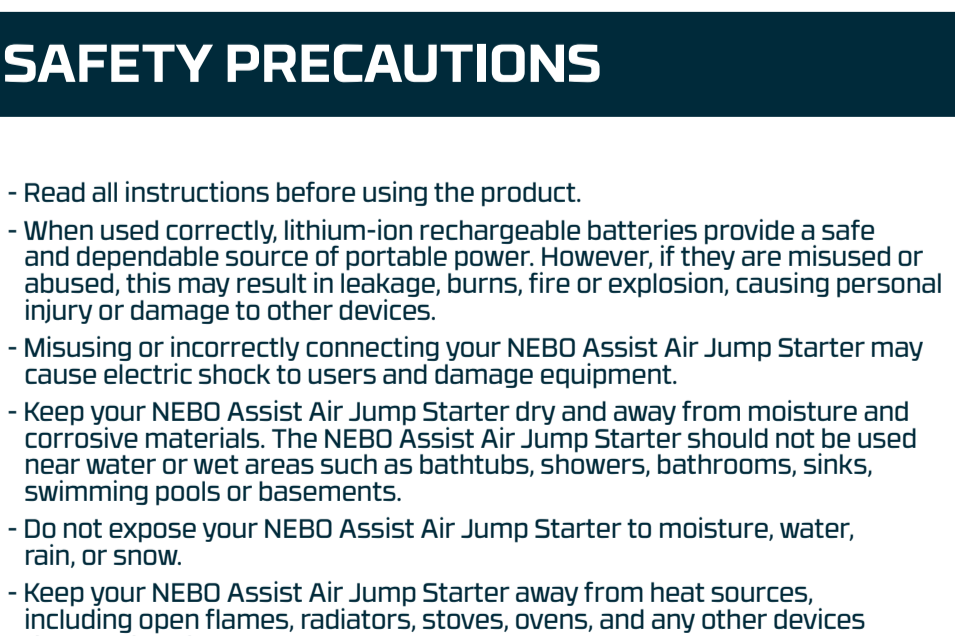 SAFETY PRECAUTIONS
- Read all instructions before using the product.
- When used correctly, lithium-ion rechargeable batteries provide a safe
and dependable source of portable power. However, if they are misused or
abused, this may result in leakage, burns, fire or explosion, causing personal
injury or damage to other devices.
- Misusing or incorrectly connecting your NEBO Assist Air Jump Starter may
cause electric shock to users and damage equipment.
- Keep your NEBO Assist Air Jump Starter dry and away from moisture and
corrosive materials. The NEBO Assist Air Jump Starter should not be used
near water or wet areas such as bathtubs, showers, bathrooms, sinks,
swimming pools or basements.
- Do not expose your NEBO Assist Air Jump Starter to moisture, water,
rain, or snow.
- Keep your NEBO Assist Air Jump Starter away from heat sources,
including open flames, radiators, stoves, ovens, and any other devices